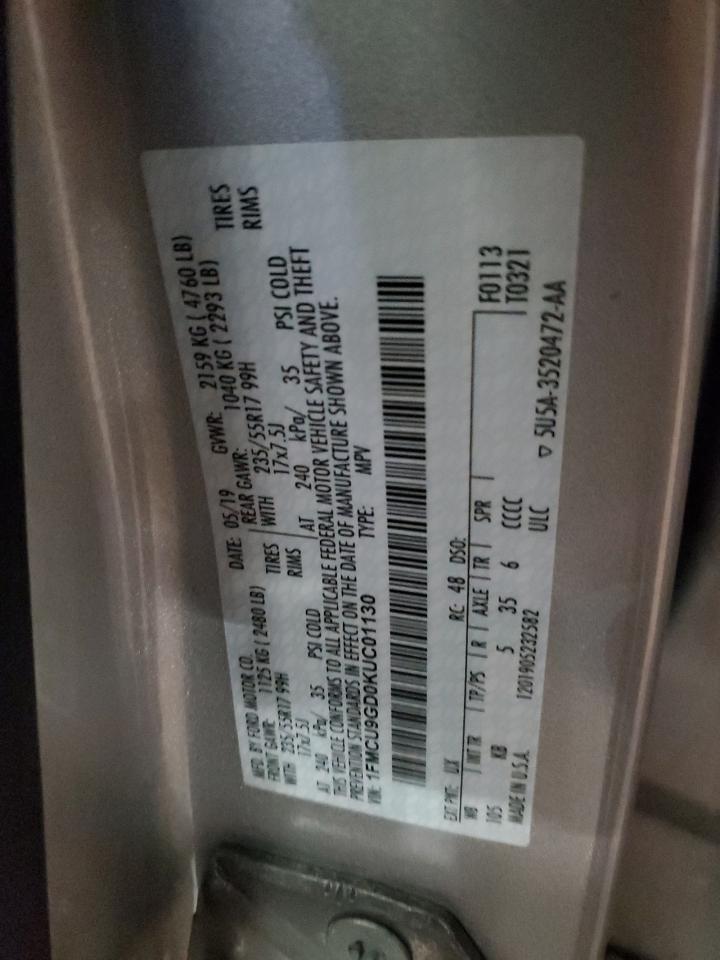 MFD. BY FORD MOTOR CO. DATE: 05/19 GVWR: 2159 KG ( 4760 LB)
FRONT GAWR: 1125 KG ( 2480 LB) REAR GAWR: 1040 KG ( 2293 LB)
WITH 235/55R17 99H TIRES WITH 235/55R17 99H TIRES
17x7.5J RIMS 17x7.5J RIMS
AT 240 kPa/ 35 PSI COLD AT 240 kPa/ 35 PSI COLD
THIS VEHICLE CONFORMS TO ALL APPLICABLE FEDERAL MOTOR VEHICLE SAFETY AND THEFT
PREVENTION STANDARDS IN EFFECT ON THE DATE OF MANUFACTURE SHOWN ABOVE.
VIN: 1FMCU9GD0KUC01130 TYPE: MPV
EXT PNT: UX RC: 48 DSO:
WB INT TR TP/PS R AXLE TR SPR F0113
105 KB 5 35 6 CCCC T0321
ULC
MADE IN U.S.A. 1201905232582
▽ 5U5A-3520472-AA